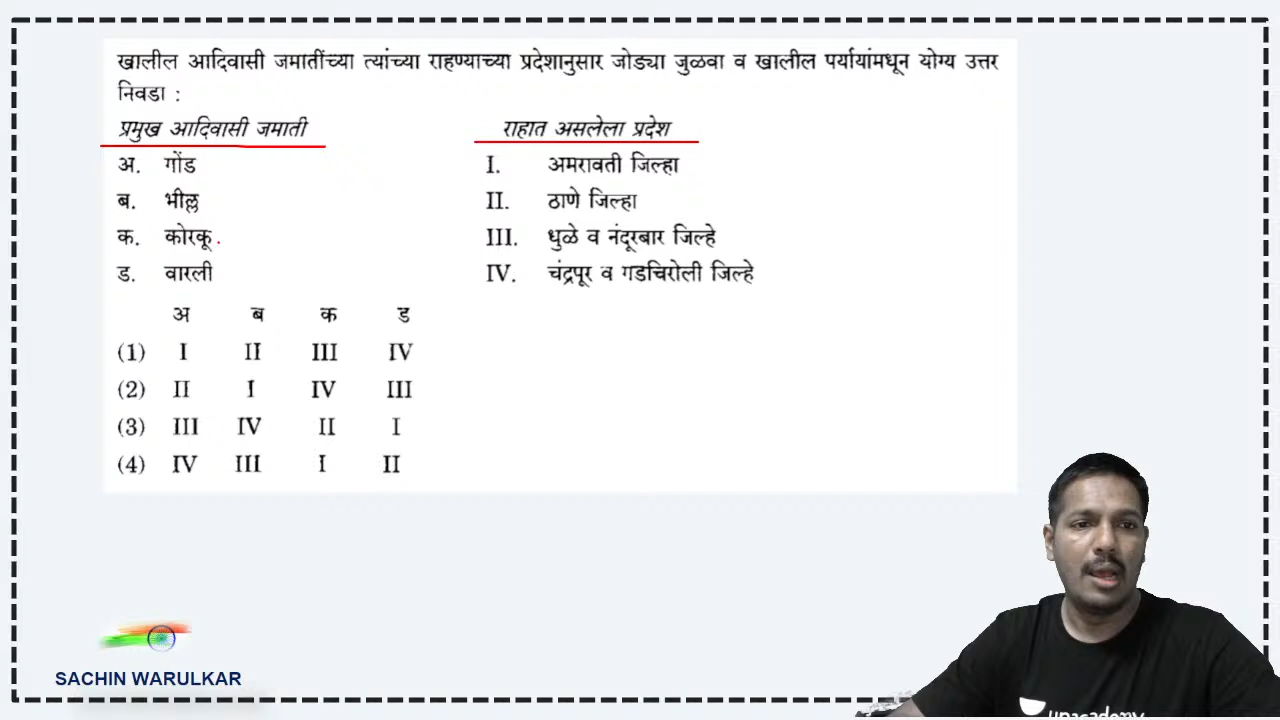 खालील आदिवासी जमातींच्या त्यांच्या राहण्याच्या प्रदेशानुसार जोड्या जुळवा व खालील पर्यायांमधून योग्य उत्तर
निवडा :
प्रमुख आदिवासी जमाती राहात असलेला प्रदेश
अ. गोंड I. अमरावती जिल्हा
ब. भील्ल II. ठाणे जिल्हा
क. कोरकू III. धुळे व नंदूरबार जिल्हे
ड. वारली IV. चंद्रपूर व गडचिरोली जिल्हे
अ ब क ड
(1) I II III IV
(2) II I IV III
(3) III IV II I
(4) IV III I II
SACHIN WARULKAR
unacademy